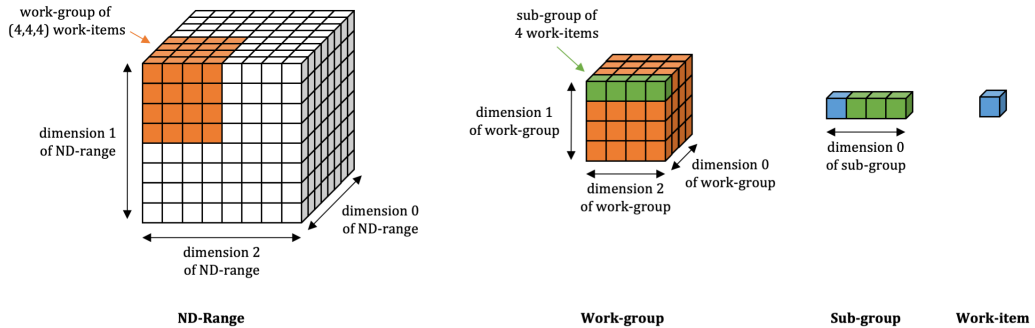 work-group of
(4,4,4) work-items
dimension 1
of ND-range
dimension 0
of ND-range
dimension 2
of ND-range
ND-Range
sub-group of
4 work-items
dimension 1
of work-group
dimension 0
of work-group
dimension 2
of work-group
Work-group
dimension 0
of sub-group
Sub-group
Work-item